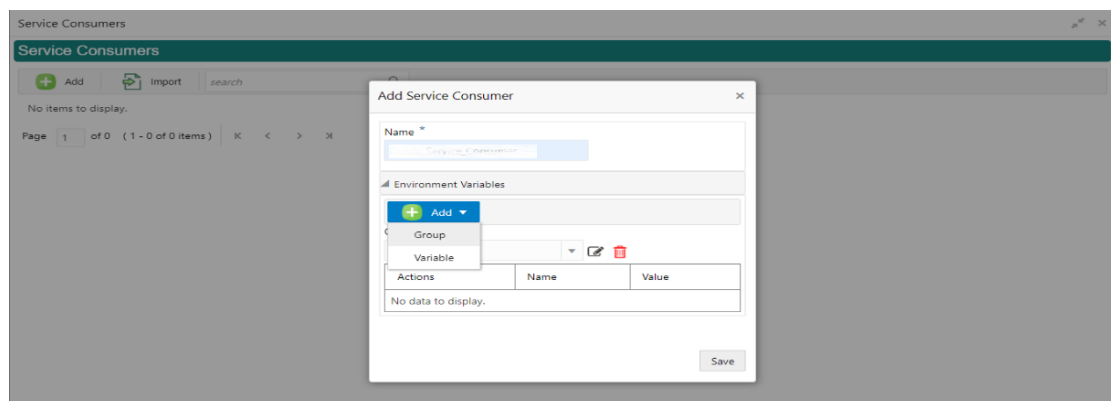 Service Consumers
Service Consumers
Add Import search
No items to display.
Page 1 of 0 (1 - 0 of 0 items) K < > >|
Add Service Consumer ×
Name *
Service_Consumer
Environment Variables
Add
Group
Variable
Actions Name Value
No data to display.
Save